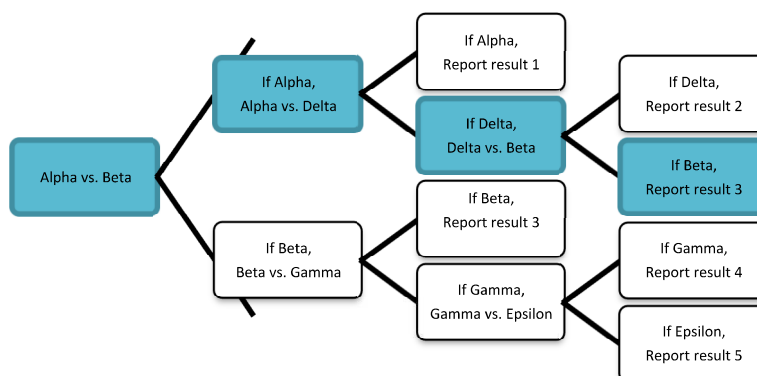 Alpha vs. Beta
If Alpha,
Alpha vs. Delta
If Beta,
Beta vs. Gamma
If Alpha,
Report result 1
If Delta,
Delta vs. Beta
If Beta,
Report result 3
If Gamma,
Gamma vs. Epsilon
If Delta,
Report result 2
If Beta,
Report result 3
If Gamma,
Report result 4
If Epsilon,
Report result 5